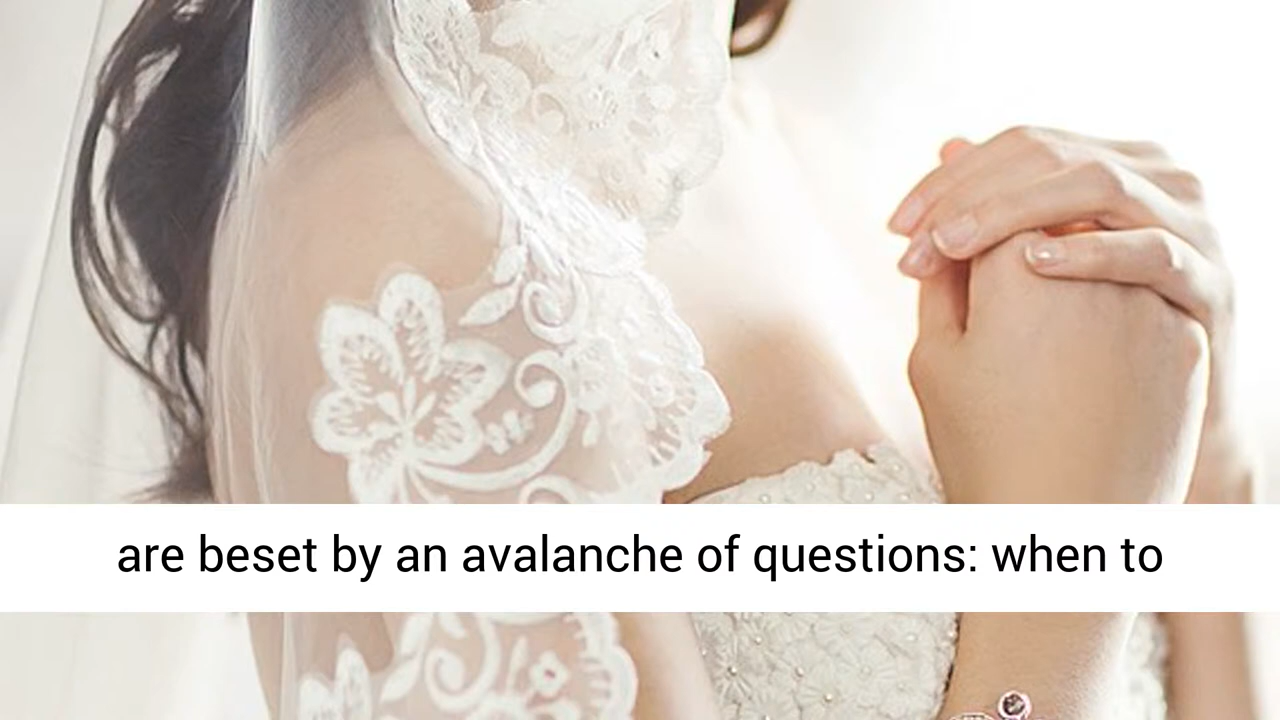 are beset by an avalanche of questions: when to